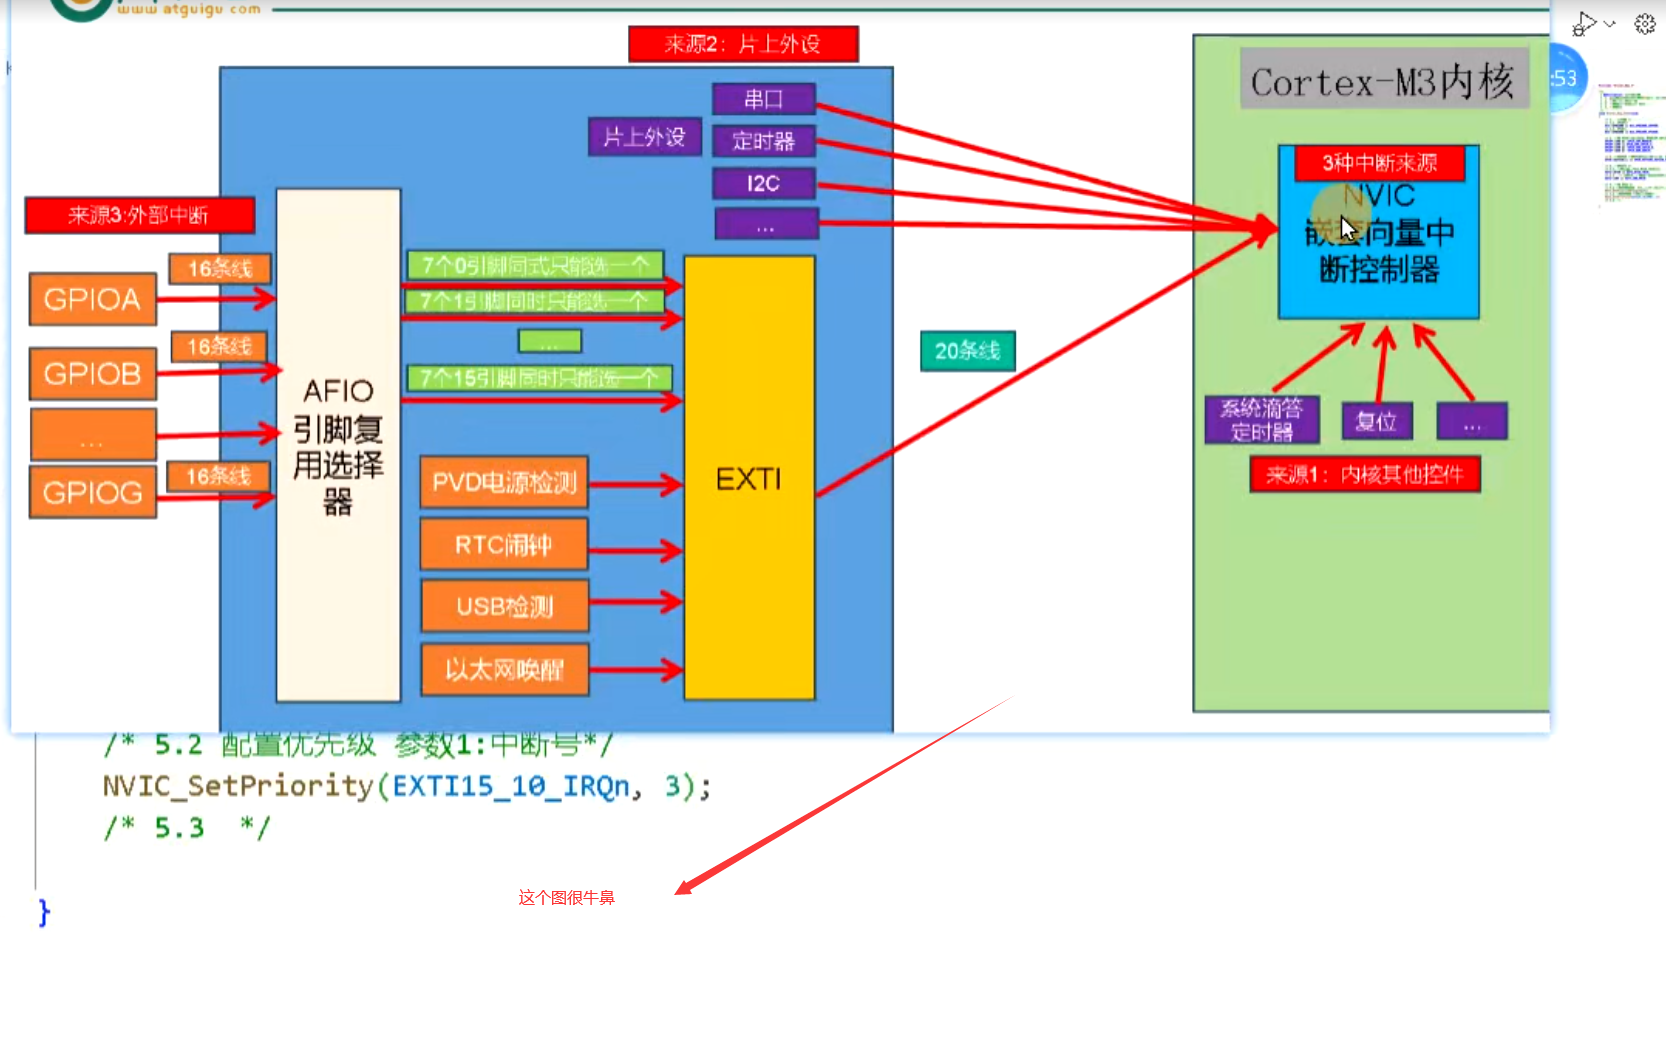 www atguigu com
来源2：片上外设
Cortex-M3内核
:53
串口
片上外设
定时器
3种中断来源
I2C
NVIC
来源3:外部中断
...
嵌套向量中
断控制器
16条线
7个0引脚同式只能选一个
GPIOA
7个1引脚同时只能选一个
16条线
...
20条线
GPIOB
7个15引脚同时只能选一个
AFIO
引脚复
用选择
器
系统滴答
定时器
复位
...
...
16条线
GPIOG
PVD电源检测
EXTI
来源1：内核其他控件
RTC闹钟
USB检测
以太网唤醒
/* 5.2 配置优先级 参数1:中断号*/
NVIC_SetPriority(EXTI15_10_IRQn, 3);
/* 5.3  */
这个图很牛鼻
}